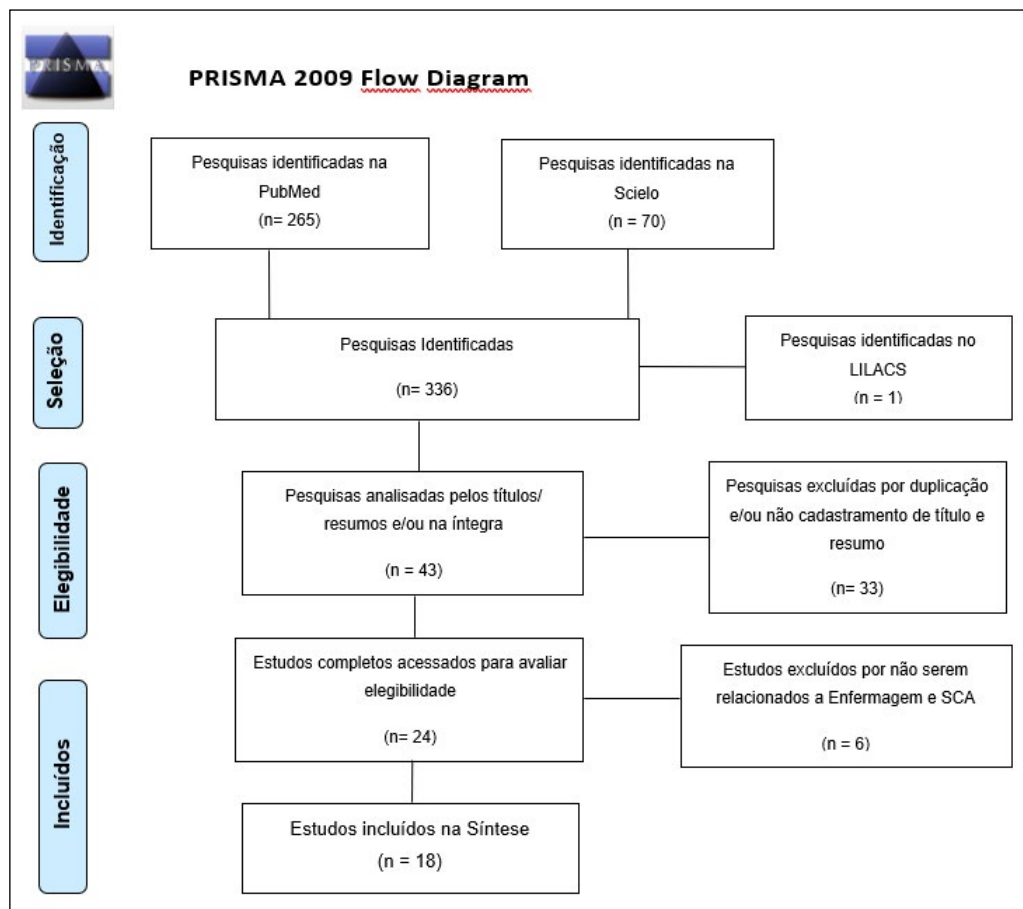 PRISMA
PRISMA 2009 Flow Diagram
Identificação
Pesquisas identificadas na
PubMed
(n= 265)
Pesquisas identificadas na
Scielo
(n = 70)
Seleção
Pesquisas Identificadas
(n= 336)
Pesquisas identificadas no
LILACS
(n = 1)
Elegibilidade
Pesquisas analisadas pelos títulos/
resumos e/ou na íntegra
(n = 43)
Pesquisas excluídas por duplicação
e/ou não cadastramento de título e
resumo
(n= 33)
Estudos completos acessados para avaliar
elegibilidade
(n= 24)
Estudos excluídos por não serem
relacionados a Enfermagem e SCA
(n = 6)
Incluídos
Estudos incluídos na Síntese
(n = 18)